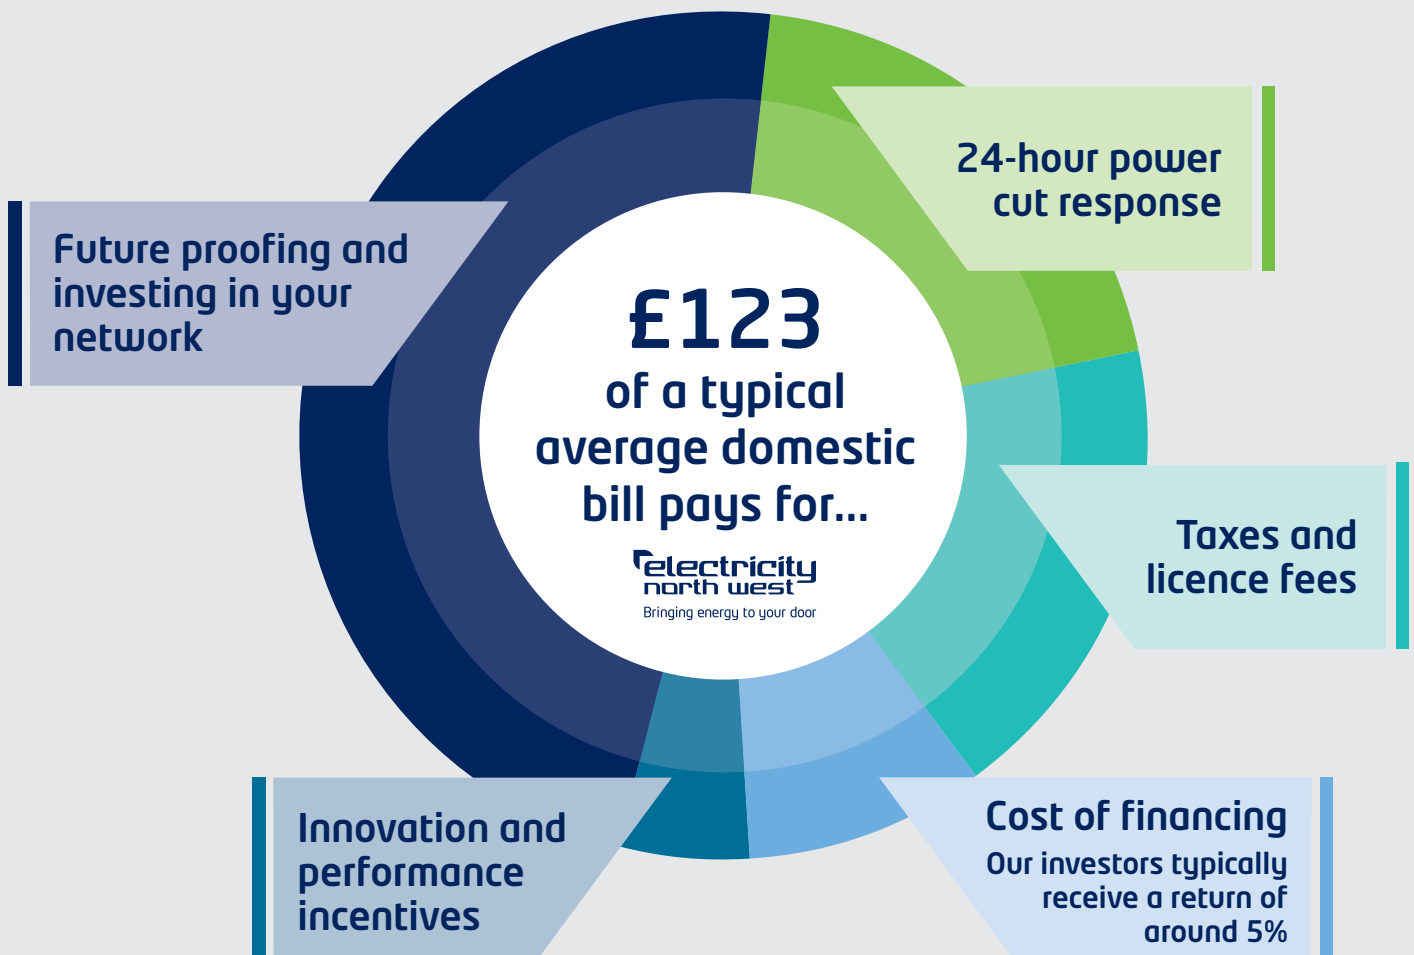 24-hour power
cut response
Future proofing and
investing in your
network
£123
of a typical
average domestic
bill pays for...
electricity
north west
Bringing energy to your door
Taxes and
licence fees
Innovation and
performance
incentives
Cost of financing
Our investors typically
receive a return of
around 5%